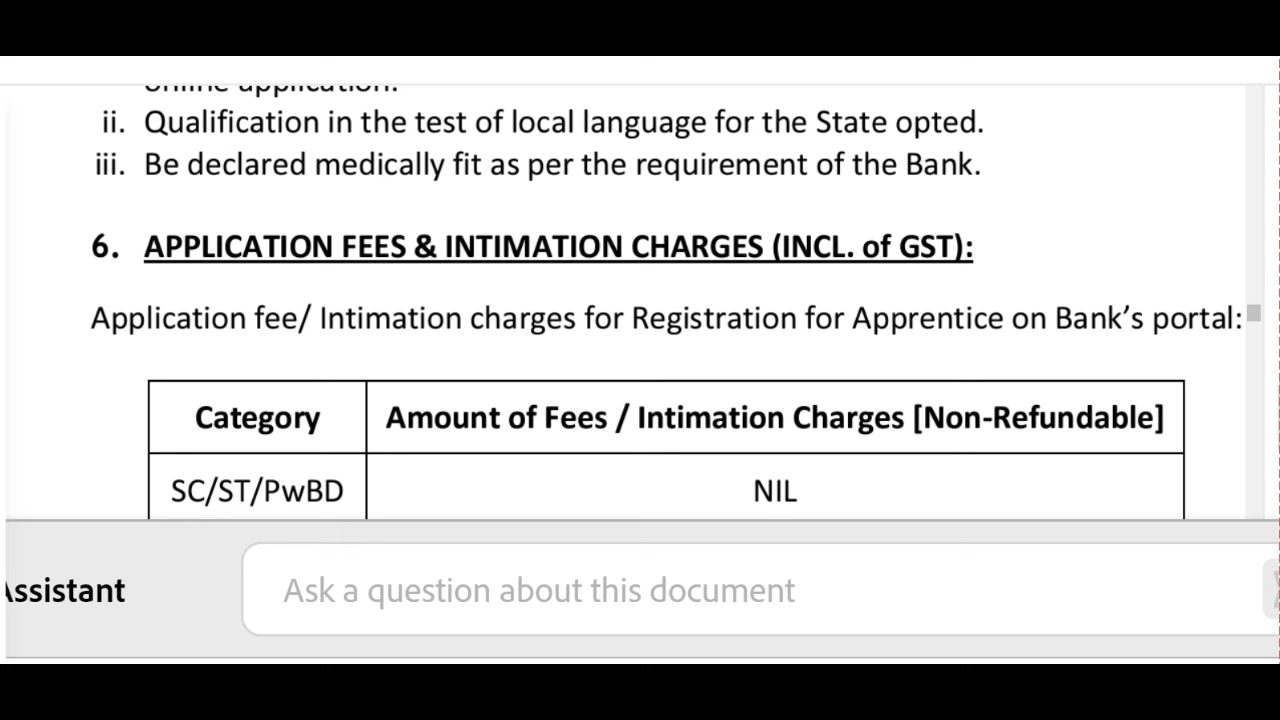 online application.
ii. Qualification in the test of local language for the State opted.
iii. Be declared medically fit as per the requirement of the Bank.
6. APPLICATION FEES & INTIMATION CHARGES (INCL. of GST):
Application fee/ Intimation charges for Registration for Apprentice on Bank’s portal:
Category Amount of Fees / Intimation Charges [Non-Refundable]
SC/ST/PwBD NIL
Assistant Ask a question about this document